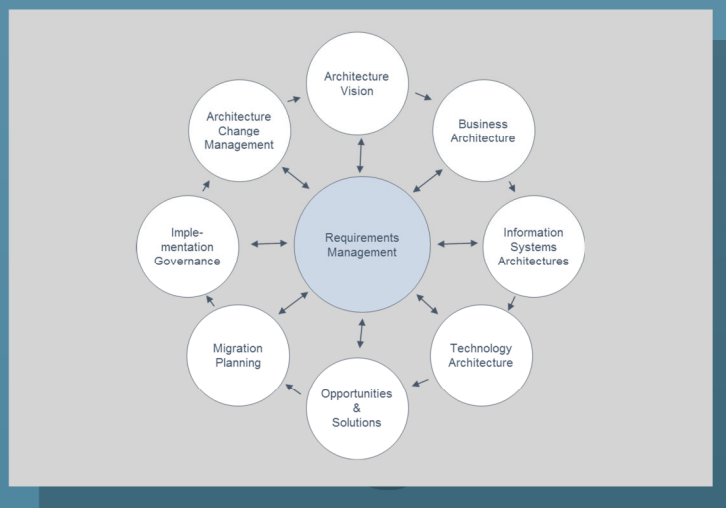 Architecture
Vision
Business
Architecture
Information
Systems
Architectures
Technology
Architecture
Opportunities
&
Solutions
Migration
Planning
Imple-
mentation
Governance
Architecture
Change
Management
Requirements
Management